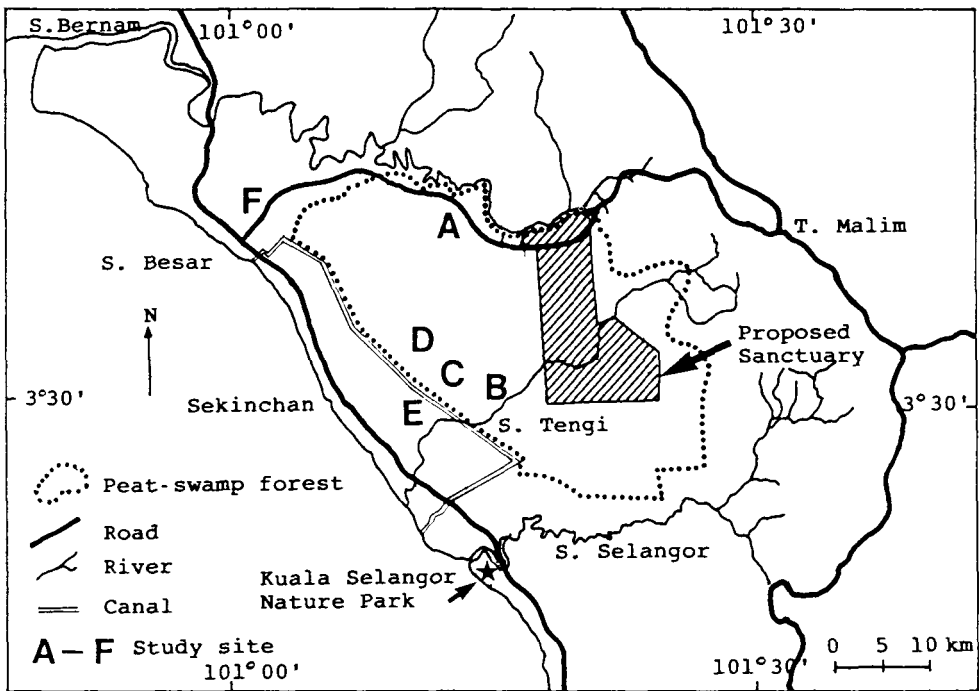 S.Bernam
101°00'
101°30'
F
A
T. Malim
S. Besar
N
D
Proposed
Sanctuary
C
B
3°30'
Sekinchan
E
3°30'
S. Tengi
Peat-swamp forest
Road
S. Selangor
River
Kuala Selangor
Nature Park
Canal
A – F Study site
0 5 10 km
101°00'
101°30'